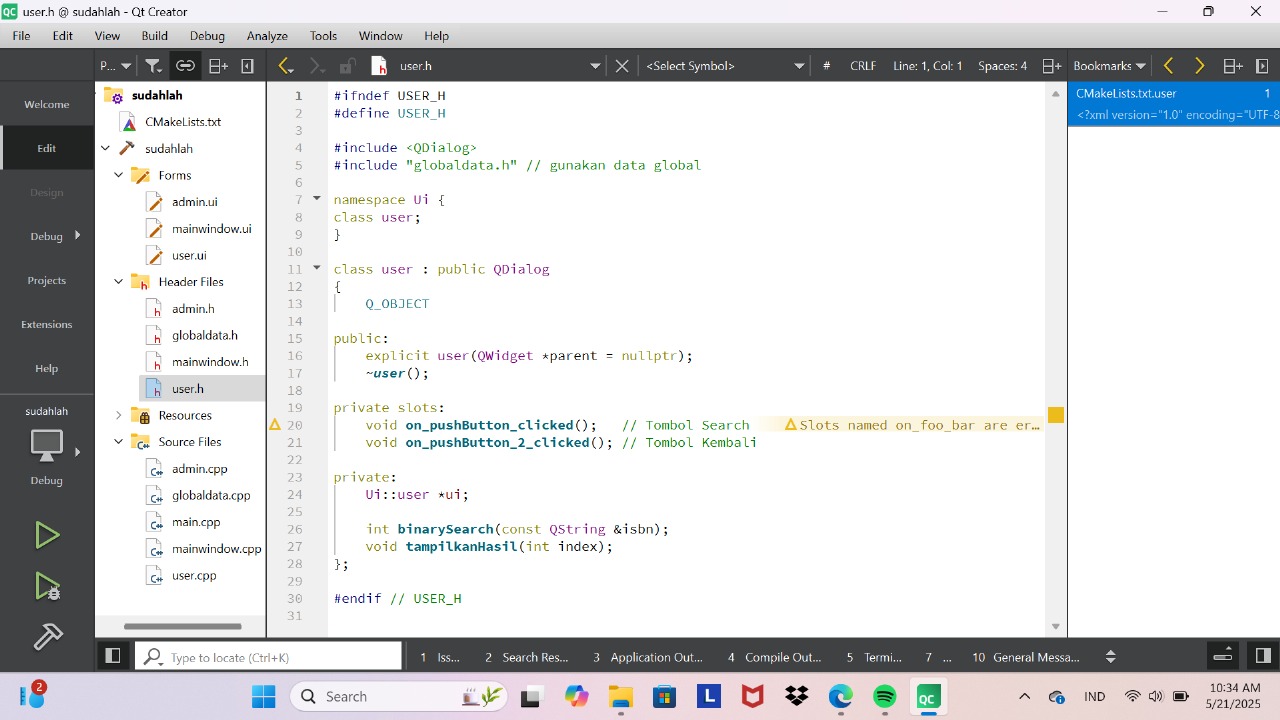 user.h @ sudahlah - Qt Creator
File Edit View Build Debug Analyze Tools Window Help
P... user.h <Select Symbol> # CRLF Line: 1, Col: 1 Spaces: 4 Bookmarks
Welcome
Edit
Design
Debug
Projects
Extensions
Help
sudahlah
Debug
sudahlah
CMakeLists.txt
sudahlah
Forms
admin.ui
mainwindow.ui
user.ui
Header Files
admin.h
globaldata.h
mainwindow.h
user.h
Resources
Source Files
admin.cpp
globaldata.cpp
main.cpp
mainwindow.cpp
user.cpp
1 #ifndef USER_H
2 #define USER_H
3
4 #include <QDialog>
5 #include "globaldata.h" // gunakan data global
6
7 namespace Ui {
8 class user;
9 }
10
11 class user : public QDialog
12 {
13 Q_OBJECT
14
15 public:
16 explicit user(QWidget *parent = nullptr);
17 ~user();
18
19 private slots:
20 void on_pushButton_clicked(); // Tombol Search Slots named on_foo_bar are er…
21 void on_pushButton_2_clicked(); // Tombol Kembali
22
23 private:
24 Ui::user *ui;
25
26 int binarySearch(const QString &isbn);
27 void tampilkanHasil(int index);
28 };
29
30 #endif // USER_H
31
CMakeLists.txt.user 1
<?xml version="1.0" encoding="UTF-8
Type to locate (Ctrl+K) 1 Iss... 2 Search Res... 3 Application Out... 4 Compile Out... 5 Termi... 7 ... 10 General Messa...
2 Search L QC IND 10:34 AM
5/21/2025